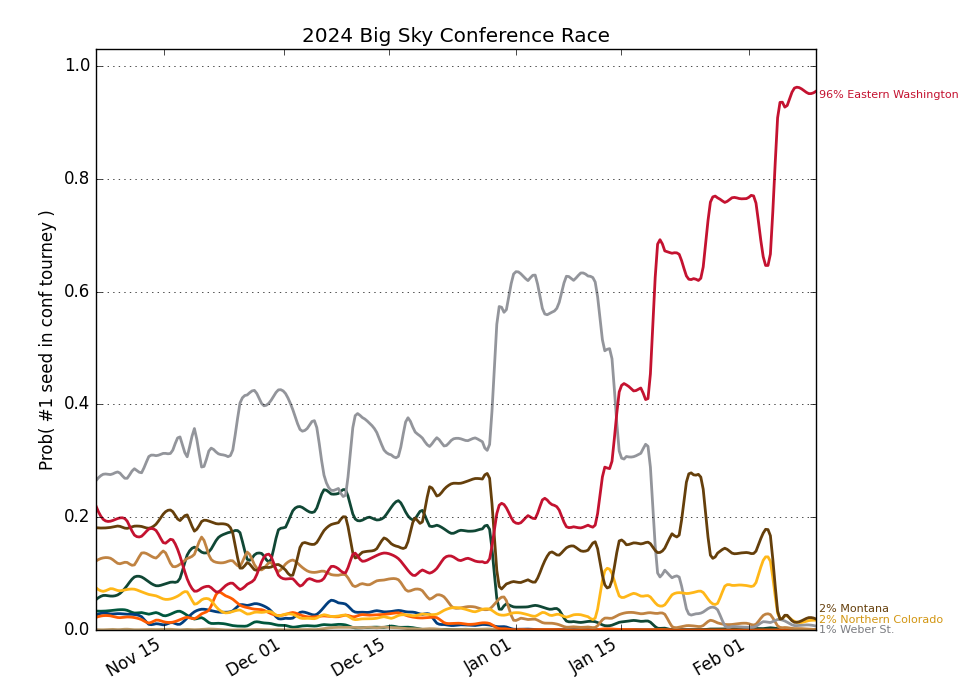 2024 Big Sky Conference Race
Prob( #1 seed in conf tourney )
1.0
0.8
0.6
0.4
0.2
0.0
96% Eastern Washington
2% Montana
2% Northern Colorado
1% Weber St.
Nov 15
Dec 01
Dec 15
Jan 01
Jan 15
Feb 01